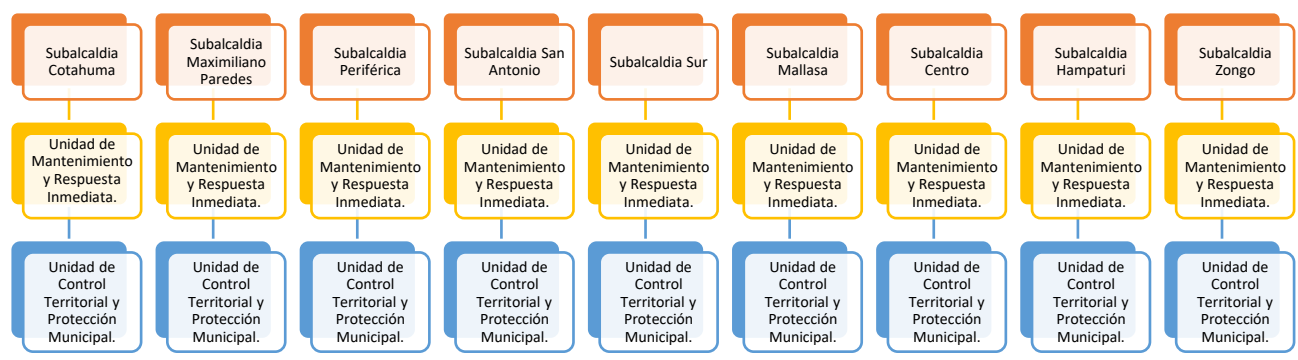 Subalcaldia
Cotahuma
Subalcaldia
Maximiliano
Paredes
Subalcaldia
Periférica
Subalcaldia San
Antonio
Subalcaldia Sur
Subalcaldia
Mallasa
Subalcaldia
Centro
Subalcaldia
Hampaturi
Subalcaldia
Zongo
Unidad de
Mantenimiento
y Respuesta
Inmediata.
Unidad de
Mantenimiento
y Respuesta
Inmediata.
Unidad de
Mantenimiento
y Respuesta
Inmediata.
Unidad de
Mantenimiento
y Respuesta
Inmediata.
Unidad de
Mantenimiento
y Respuesta
Inmediata.
Unidad de
Mantenimiento
y Respuesta
Inmediata.
Unidad de
Mantenimiento
y Respuesta
Inmediata.
Unidad de
Mantenimiento
y Respuesta
Inmediata.
Unidad de
Mantenimiento
y Respuesta
Inmediata.
Unidad de
Control
Territorial y
Protección
Municipal.
Unidad de
Control
Territorial y
Protección
Municipal.
Unidad de
Control
Territorial y
Protección
Municipal.
Unidad de
Control
Territorial y
Protección
Municipal.
Unidad de
Control
Territorial y
Protección
Municipal.
Unidad de
Control
Territorial y
Protección
Municipal.
Unidad de
Control
Territorial y
Protección
Municipal.
Unidad de
Control
Territorial y
Protección
Municipal.
Unidad de
Control
Territorial y
Protección
Municipal.